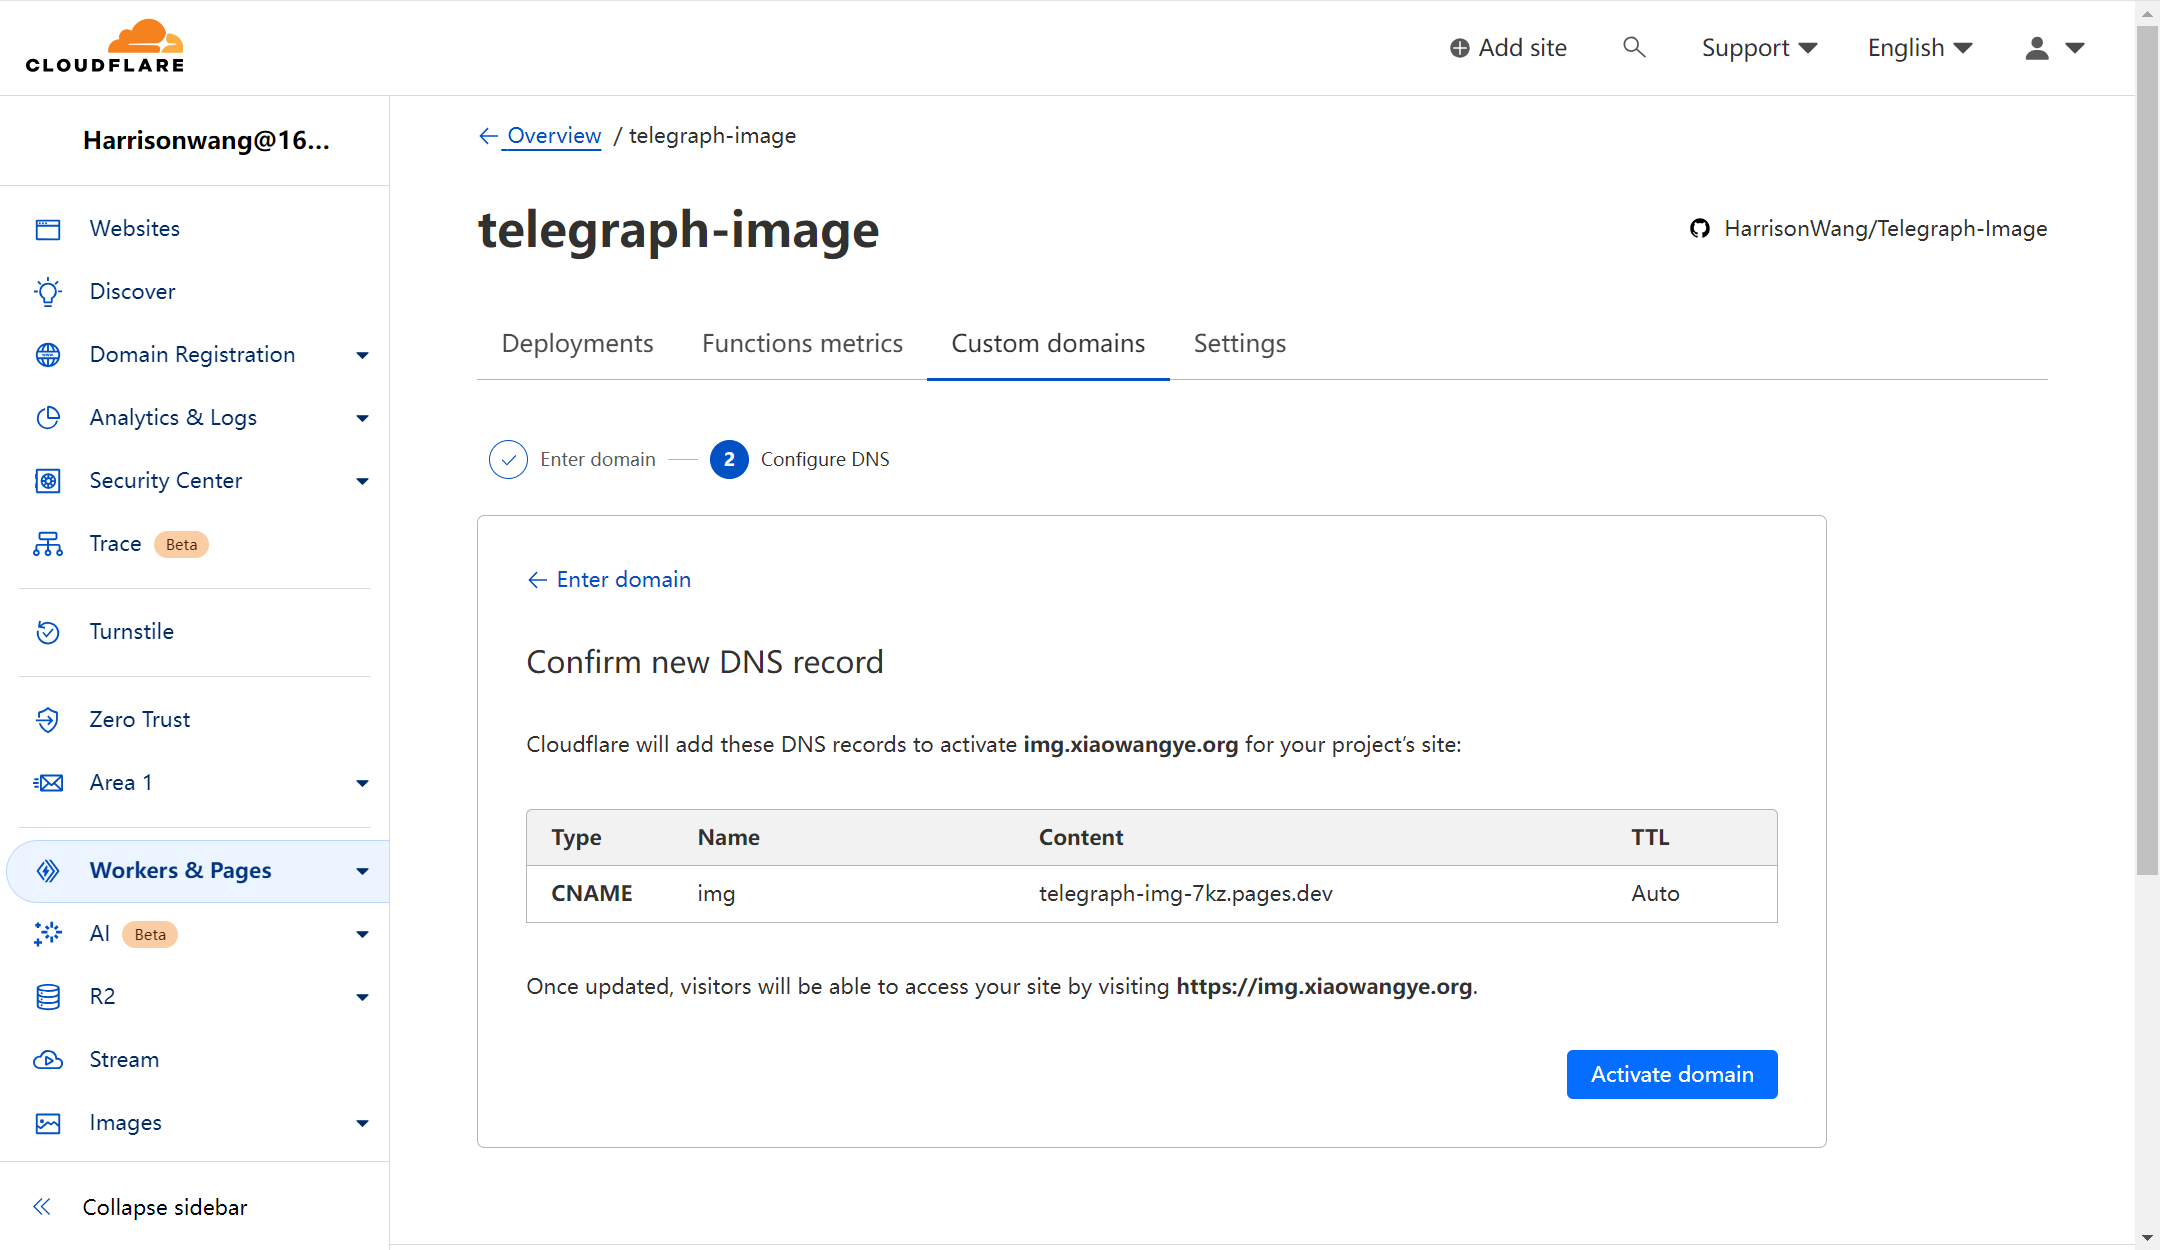 CLOUDFLARE
Add site
Support
English
Harrisonwang@16...
Websites
Discover
Domain Registration
Analytics & Logs
Security Center
Trace Beta
Turnstile
Zero Trust
Area 1
Workers & Pages
AI Beta
R2
Stream
Images
Collapse sidebar
← Overview / telegraph-image
telegraph-image
HarrisonWang/Telegraph-Image
Deployments Functions metrics Custom domains Settings
Enter domain 2 Configure DNS
← Enter domain
Confirm new DNS record
Cloudflare will add these DNS records to activate img.xiaowangye.org for your project’s site:
Type Name Content TTL
CNAME img telegraph-img-7kz.pages.dev Auto
Once updated, visitors will be able to access your site by visiting https://img.xiaowangye.org.
Activate domain